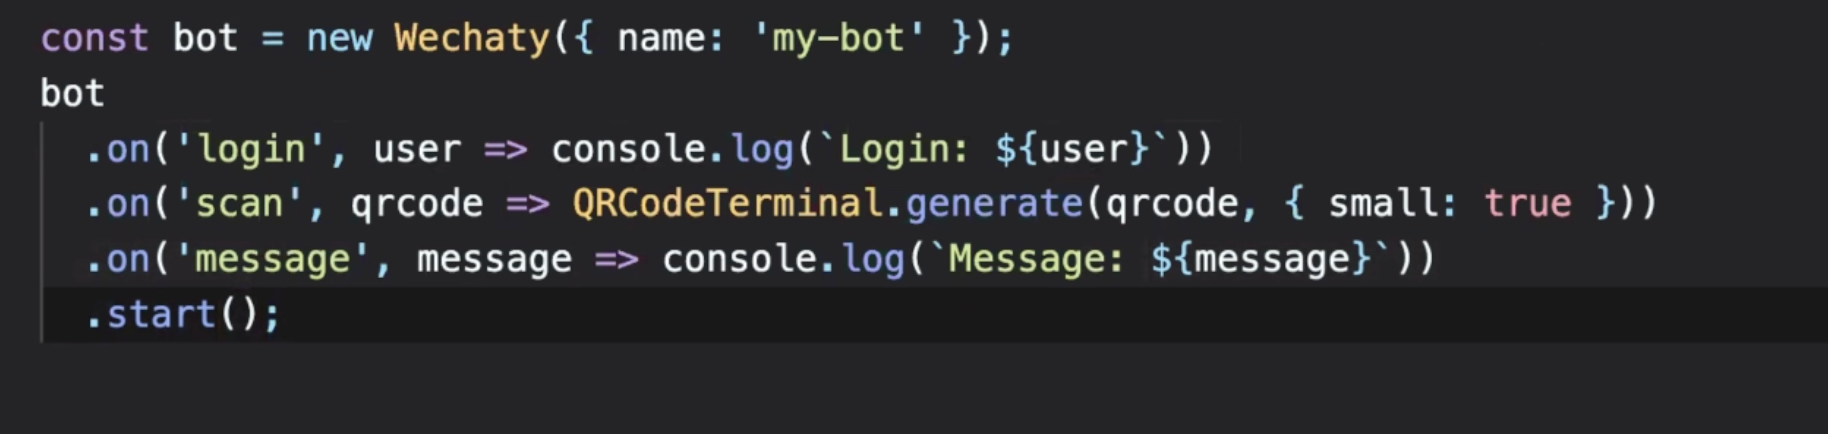 const bot = new Wechaty({ name: 'my-bot' });
bot
.on('login', user => console.log(`Login: ${user}`))
.on('scan', qrcode => QRCodeTerminal.generate(qrcode, { small: true }))
.on('message', message => console.log(`Message: ${message}`))
.start();